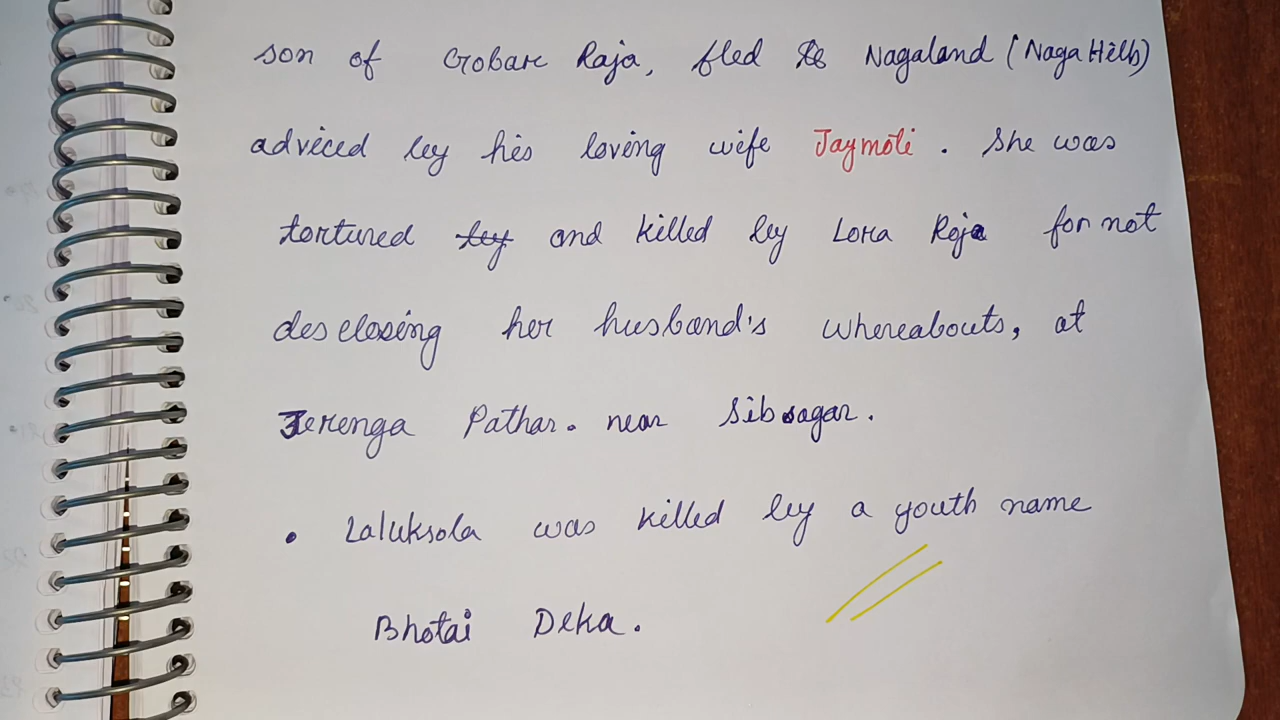 son of Gobar Raja, fled to Nagaland (Naga Hills)
adviced by his loving wife Jaymoti. She was
tortured by and killed by Lora Raja for not
desclosing her husband's whereabouts, at
Jerenga Pathar. near Sibsagar.
• Laluksola was killed by a youth name
Bhotai Deka.